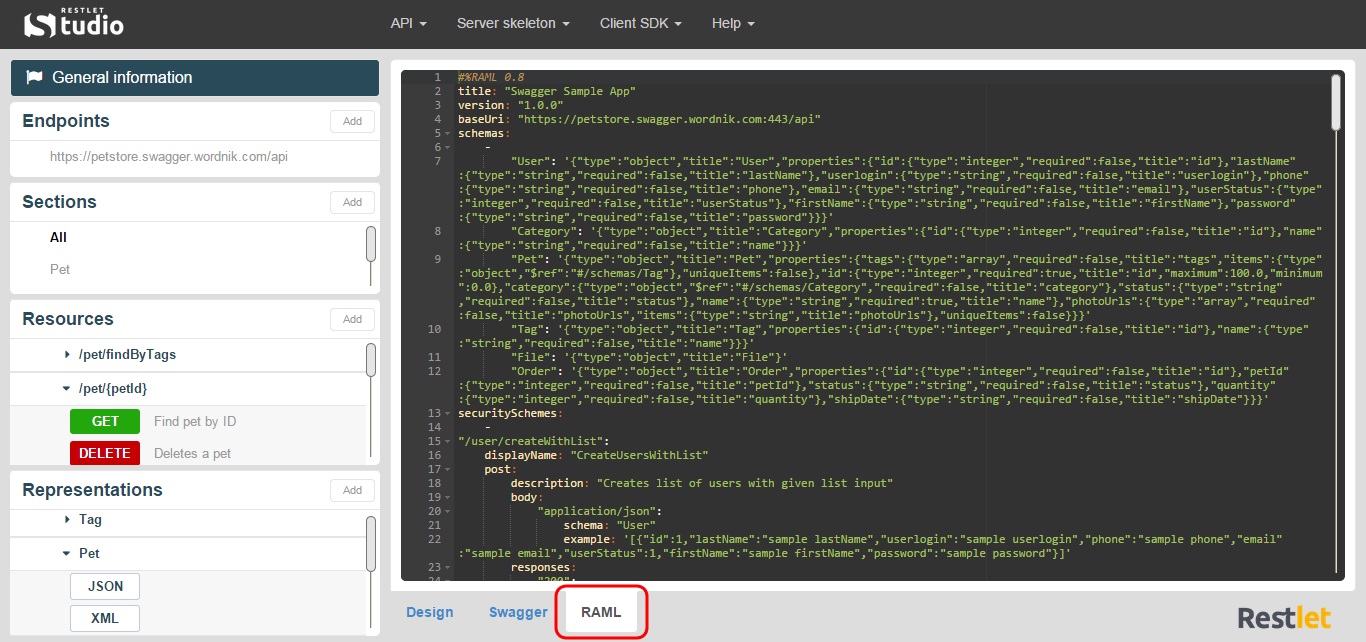 RESTLET
Studio
API
Server skeleton
Client SDK
Help
General information
Endpoints
Add
https://petstore.swagger.wordnik.com/api
Sections
Add
All
Pet
Resources
Add
/pet/findByTags
/pet/{petId}
GET Find pet by ID
DELETE Deletes a pet
Representations
Add
Tag
Pet
JSON
XML
1 #%RAML 0.8
2 title: "Swagger Sample App"
3 version: "1.0.0"
4 baseUri: "https://petstore.swagger.wordnik.com:443/api"
5 schemas:
6 -
7 "User": '{"type":"object","title":"User","properties":{"id":{"type":"integer","required":false,"title":"id"},"lastName"
:{"type":"string","required":false,"title":"lastName"},"userlogin":{"type":"string","required":false,"title":"userlogin"},"phone"
:{"type":"string","required":false,"title":"phone"},"email":{"type":"string","required":false,"title":"email"},"userStatus":{"type"
:"integer","required":false,"title":"userStatus"},"firstName":{"type":"string","required":false,"title":"firstName"},"password"
:{"type":"string","required":false,"title":"password"}}}'
8 "Category": '{"type":"object","title":"Category","properties":{"id":{"type":"integer","required":false,"title":"id"},"name"
:{"type":"string","required":false,"title":"name"}}}'
9 "Pet": '{"type":"object","title":"Pet","properties":{"tags":{"type":"array","required":false,"title":"tags","items":{"type"
:"object","$ref":"#/schemas/Tag"},"uniqueItems":false},"id":{"type":"integer","required":true,"title":"id","maximum":100.0,"minimum"
:0.0},"category":{"type":"object","$ref":"#/schemas/Category","required":false,"title":"category"},"status":{"type":"string"
,"required":false,"title":"status"},"name":{"type":"string","required":true,"title":"name"},"photoUrls":{"type":"array","required"
:false,"title":"photoUrls","items":{"type":"string","title":"photoUrls"},"uniqueItems":false}}}'
10 "Tag": '{"type":"object","title":"Tag","properties":{"id":{"type":"integer","required":false,"title":"id"},"name":{"type"
:"string","required":false,"title":"name"}}}'
11 "File": '{"type":"object","title":"File"}'
12 "Order": '{"type":"object","title":"Order","properties":{"id":{"type":"integer","required":false,"title":"id"},"petId"
:{"type":"integer","required":false,"title":"petId"},"status":{"type":"string","required":false,"title":"status"},"quantity"
:{"type":"integer","required":false,"title":"quantity"},"shipDate":{"type":"string","required":false,"title":"shipDate"}}}'
13 securitySchemes:
14 -
15 "/user/createWithList":
16 displayName: "CreateUsersWithList"
17 post:
18 description: "Creates list of users with given list input"
19 body:
20 "application/json":
21 schema: "User"
22 example: '[{"id":1,"lastName":"sample lastName","userlogin":"sample userlogin","phone":"sample phone","email"
:"sample email","userStatus":1,"firstName":"sample firstName","password":"sample password"}]'
23 responses:
24 "200":
Design
Swagger
RAML
Restlet